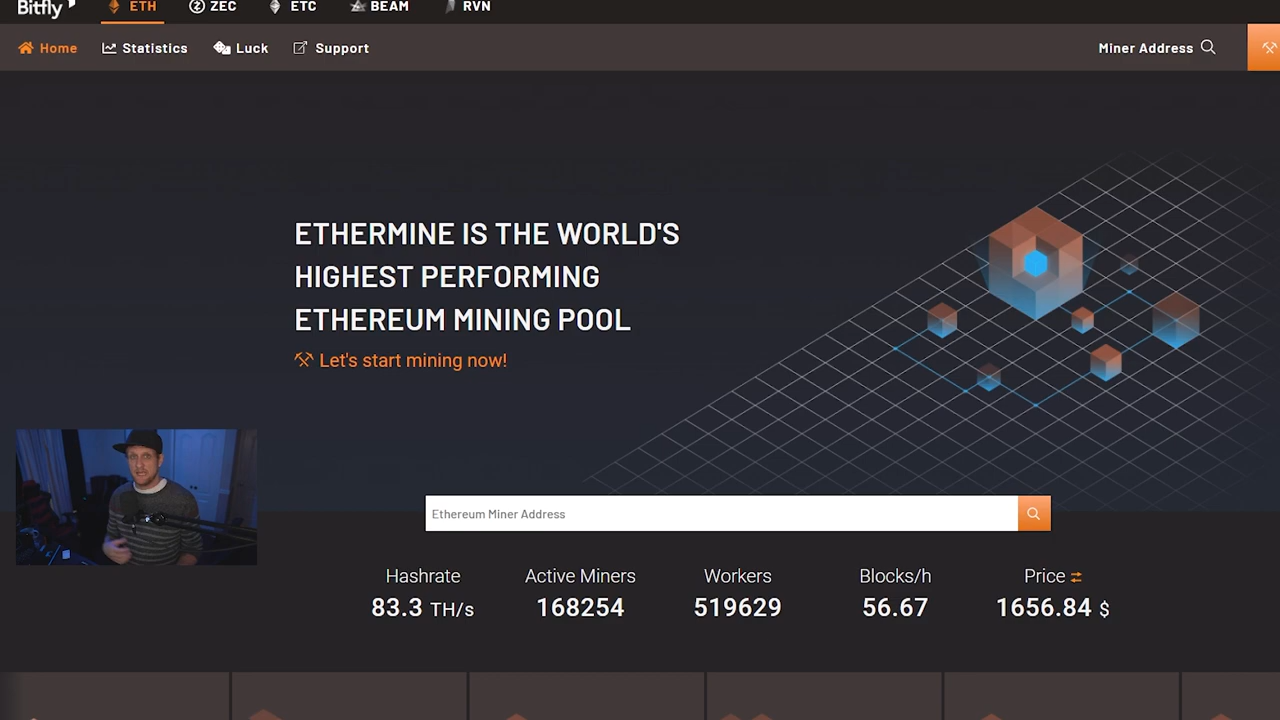 Bitfly
ETH
ZEC
ETC
BEAM
RVN
Home
Statistics
Luck
Support
Miner Address
ETHERMINE IS THE WORLD'S
HIGHEST PERFORMING
ETHEREUM MINING POOL
Let's start mining now!
Ethereum Miner Address
Hashrate
83.3 TH/s
Active Miners
168254
Workers
519629
Blocks/h
56.67
Price
1656.84 $